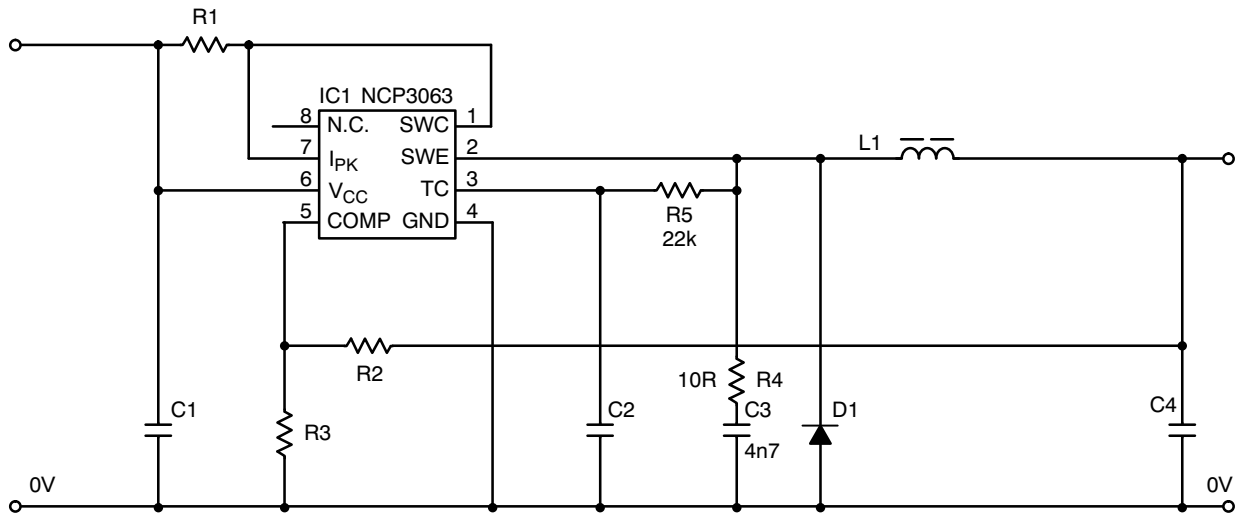 R1
IC1 NCP3063
8 N.C. SWC 1
7 IPK SWE 2
6 VCC TC 3
5 COMP GND 4
L1
R5
22k
R2
10R R4
C1
R3
C2
C3
4n7
D1
C4
0V
0V